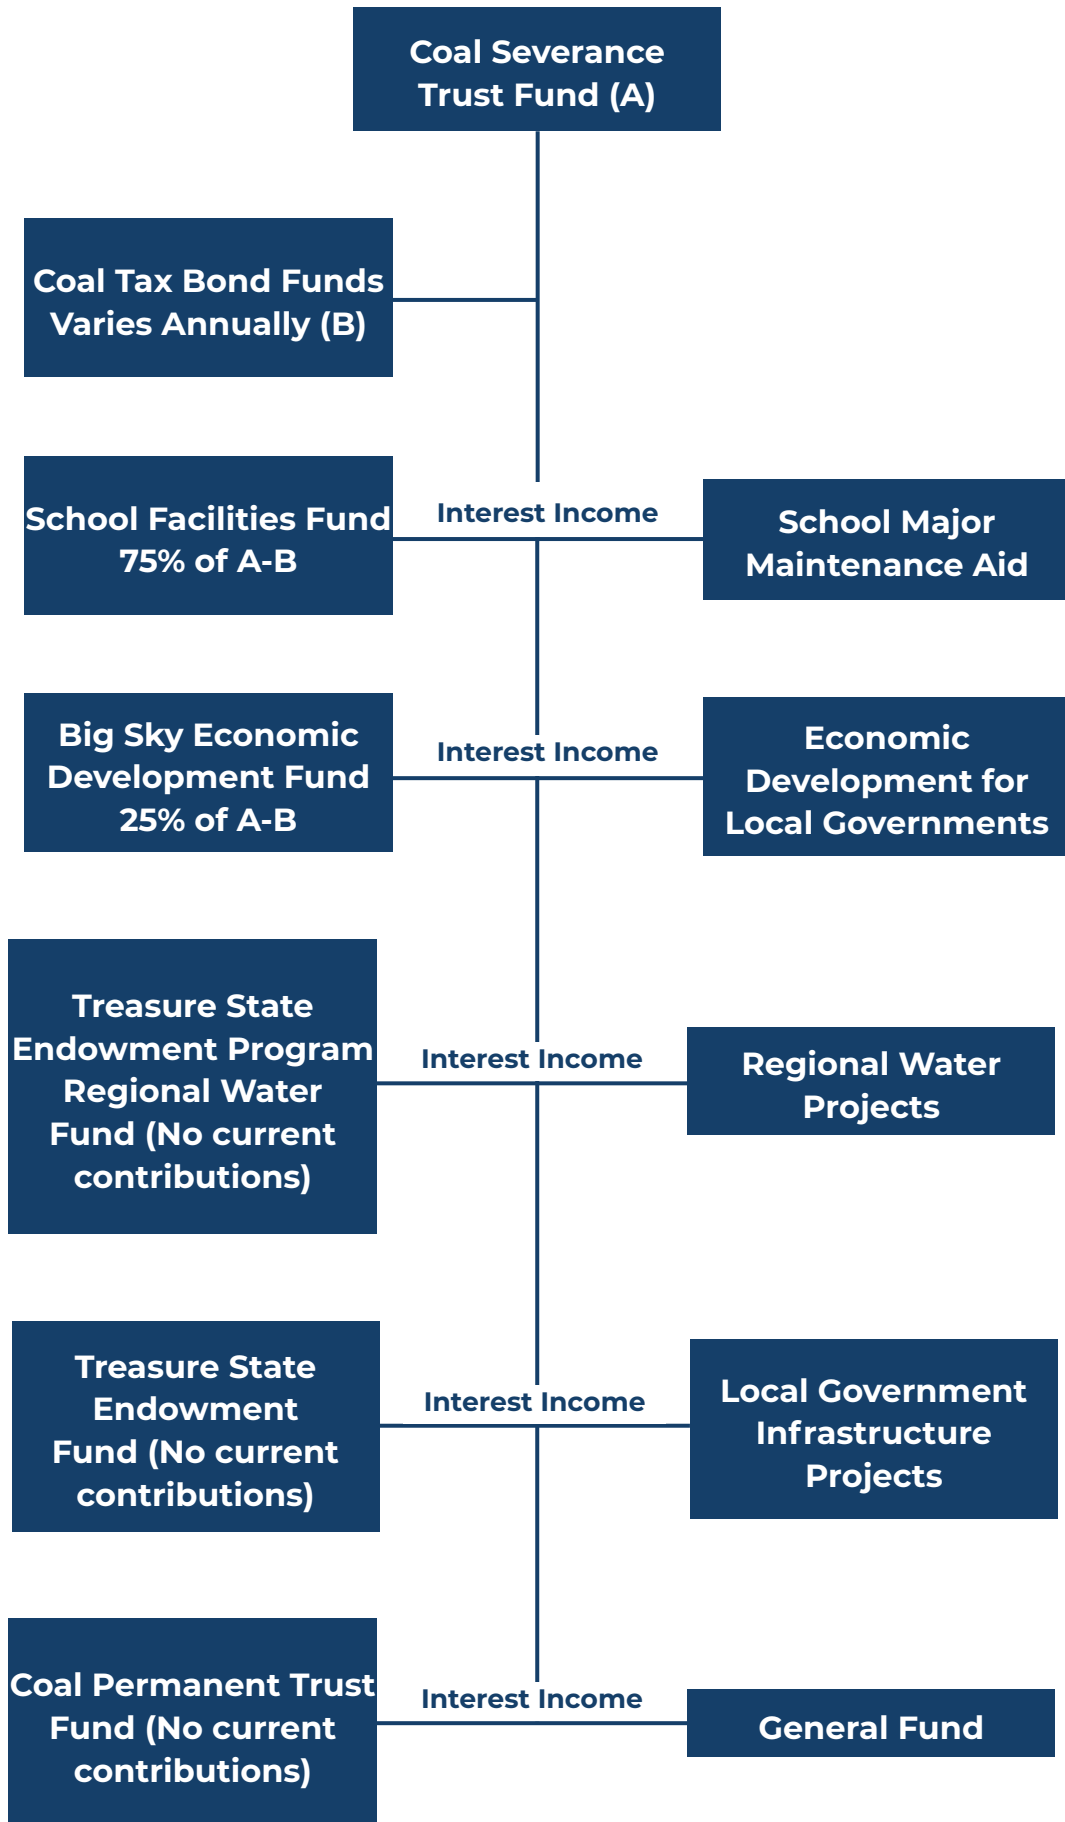 Coal Severance
Trust Fund (A)
Coal Tax Bond Funds
Varies Annually (B)
School Facilities Fund
75% of A-B
Interest Income
School Major
Maintenance Aid
Big Sky Economic
Development Fund
25% of A-B
Interest Income
Economic
Development for
Local Governments
Treasure State
Endowment Program
Regional Water
Fund (No current
contributions)
Interest Income
Regional Water
Projects
Treasure State
Endowment
Fund (No current
contributions)
Interest Income
Local Government
Infrastructure
Projects
Coal Permanent Trust
Fund (No current
contributions)
Interest Income
General Fund